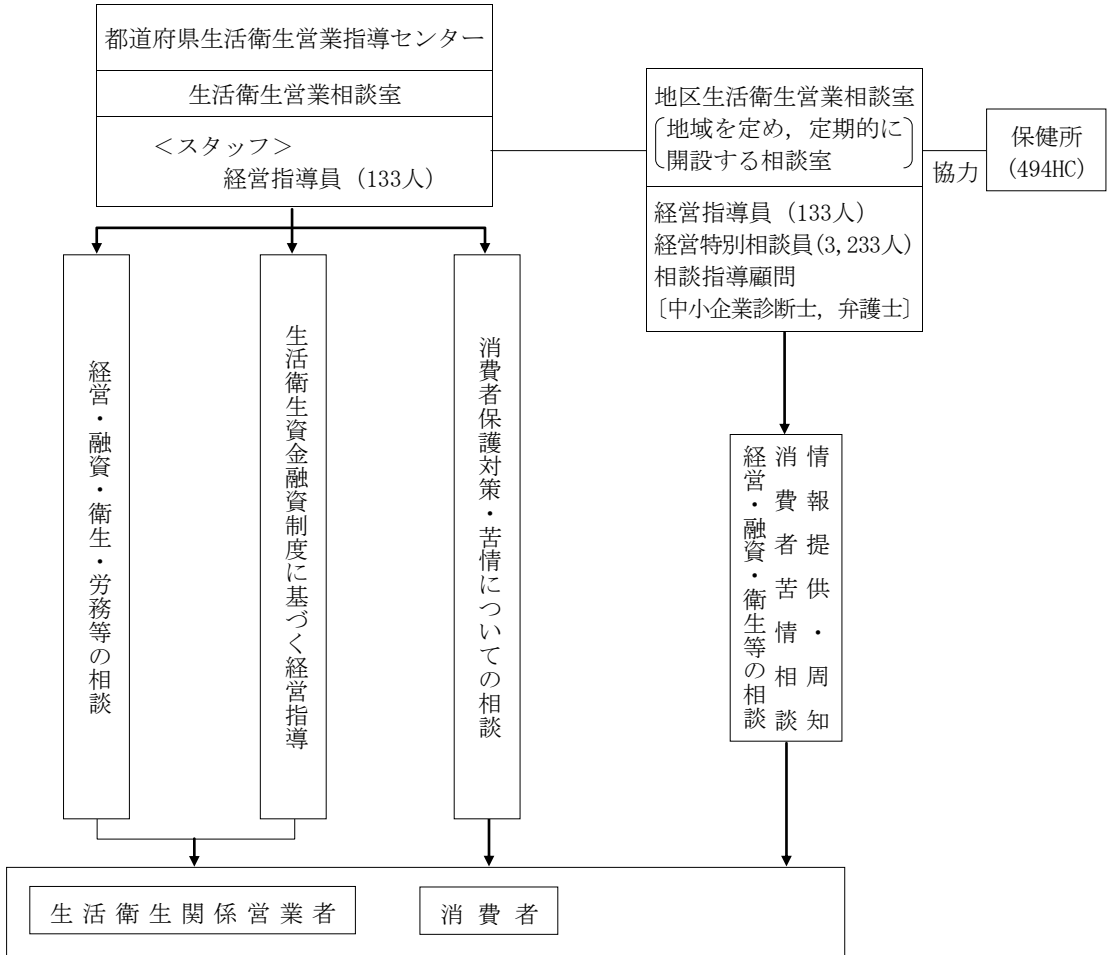 都道府県生活衛生営業指導センター
生活衛生営業相談室
＜スタッフ＞
経営指導員（133人）
地区生活衛生営業相談室
〔地域を定め，定期的に
開設する相談室〕
経営指導員（133人）
経営特別相談員(3,233人)
相談指導顧問
〔中小企業診断士，弁護士〕
協力
保健所
(494HC)
経営・融資・衛生・労務等の相談
生活衛生資金融資制度に基づく経営指導
消費者保護対策・苦情についての相談
情報提供・周知
消費者苦情相談
経営・融資・衛生等の相談
生活衛生関係営業者
消費者